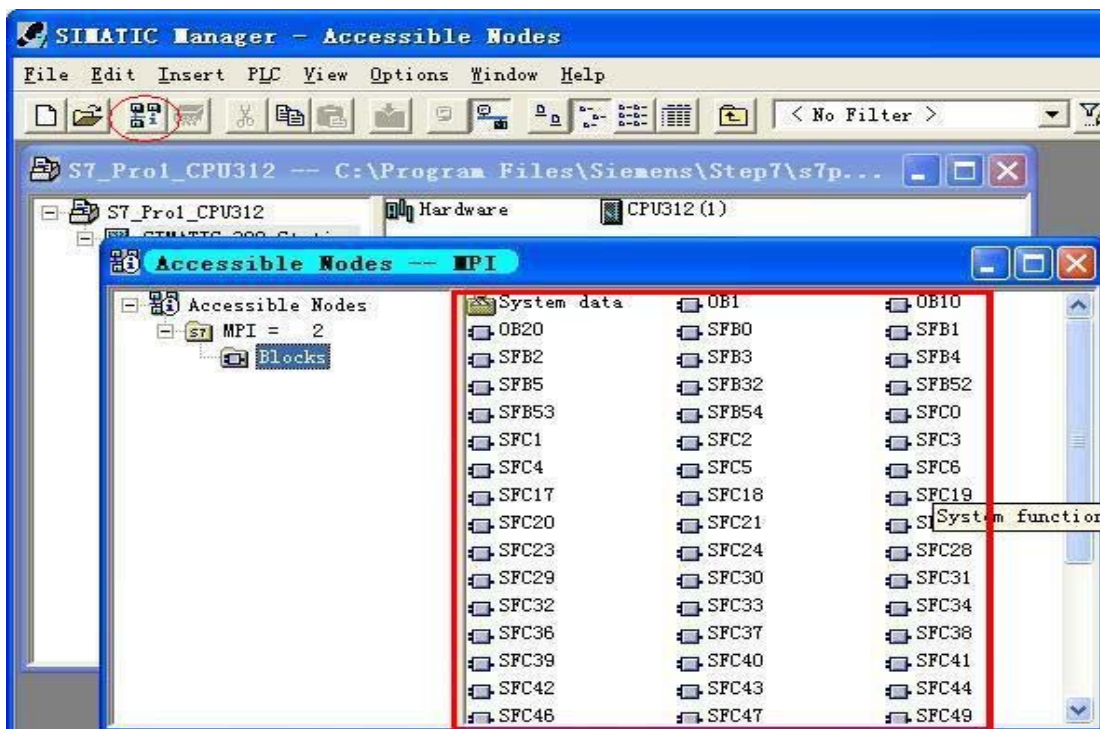 SIMATIC Manager - Accessible Nodes
File Edit Insert PLC View Options Window Help
< No Filter >
S7_Pro1_CPU312 -- C:\Program Files\Siemens\Step7\s7p...
S7_Pro1_CPU312 Hardware CPU312(1)
Accessible Nodes -- MPI
Accessible Nodes System data OB1 OB10
MPI = 2 OB20 SFB0 SFB1
Blocks SFB2 SFB3 SFB4
SFB5 SFB32 SFB52
SFB53 SFB54 SFC0
SFC1 SFC2 SFC3
SFC4 SFC5 SFC6
SFC17 SFC18 SFC19
SFC20 SFC21 System function
SFC23 SFC24 SFC28
SFC29 SFC30 SFC31
SFC32 SFC33 SFC34
SFC36 SFC37 SFC38
SFC39 SFC40 SFC41
SFC42 SFC43 SFC44
SFC46 SFC47 SFC49